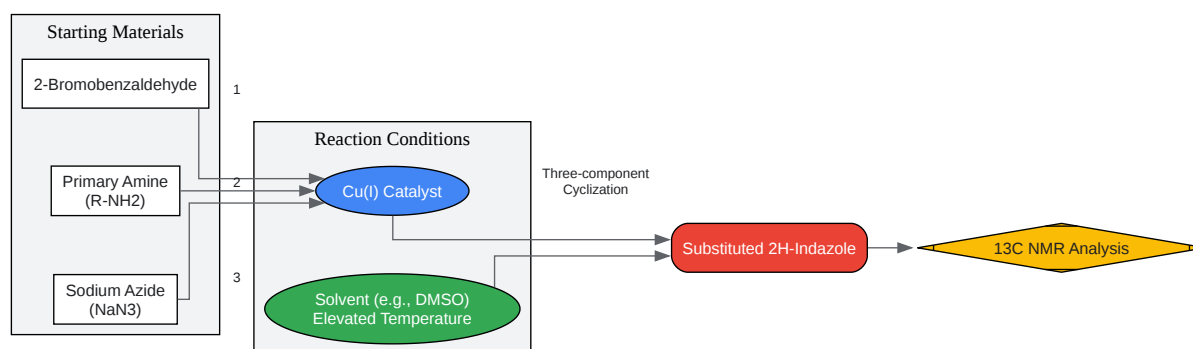 Starting Materials
2-Bromobenzaldehyde
1
Reaction Conditions
Primary Amine
(R-NH2)
2
Cu(I) Catalyst
Three-component
Cyclization
Substituted 2H-Indazole
13C NMR Analysis
Sodium Azide
(NaN3)
3
Solvent (e.g., DMSO)
Elevated Temperature